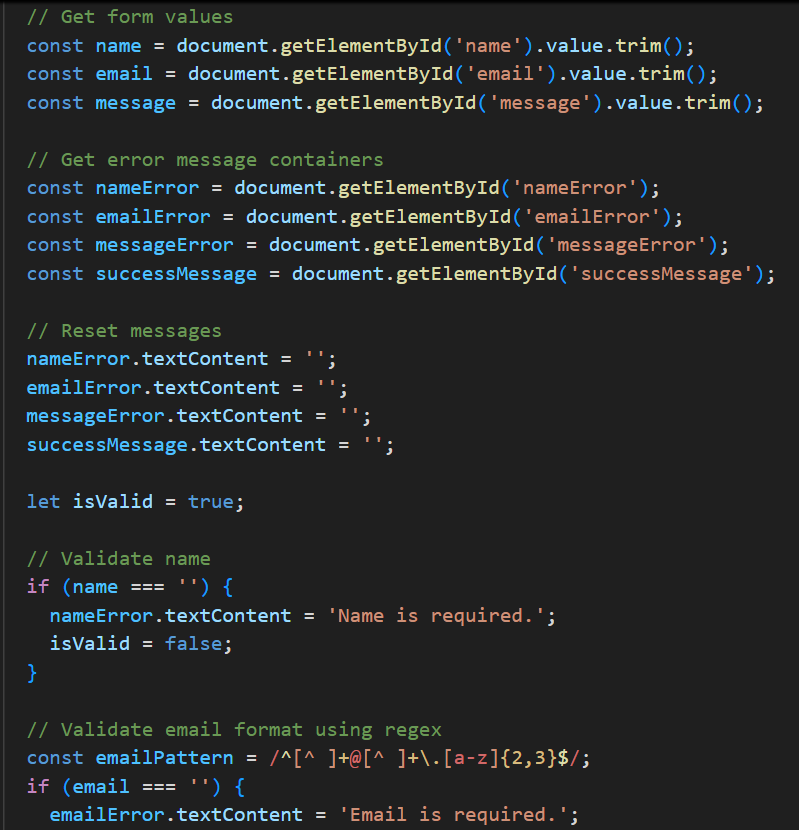 // Get form values
const name = document.getElementById('name').value.trim();
const email = document.getElementById('email').value.trim();
const message = document.getElementById('message').value.trim();

// Get error message containers
const nameError = document.getElementById('nameError');
const emailError = document.getElementById('emailError');
const messageError = document.getElementById('messageError');
const successMessage = document.getElementById('successMessage');

// Reset messages
nameError.textContent = '';
emailError.textContent = '';
messageError.textContent = '';
successMessage.textContent = '';

let isValid = true;

// Validate name
if (name === '') {
  nameError.textContent = 'Name is required.';
  isValid = false;
}

// Validate email format using regex
const emailPattern = /^[^ ]+@[^ ]+\.[a-z]{2,3}$/;
if (email === '') {
  emailError.textContent = 'Email is required.';